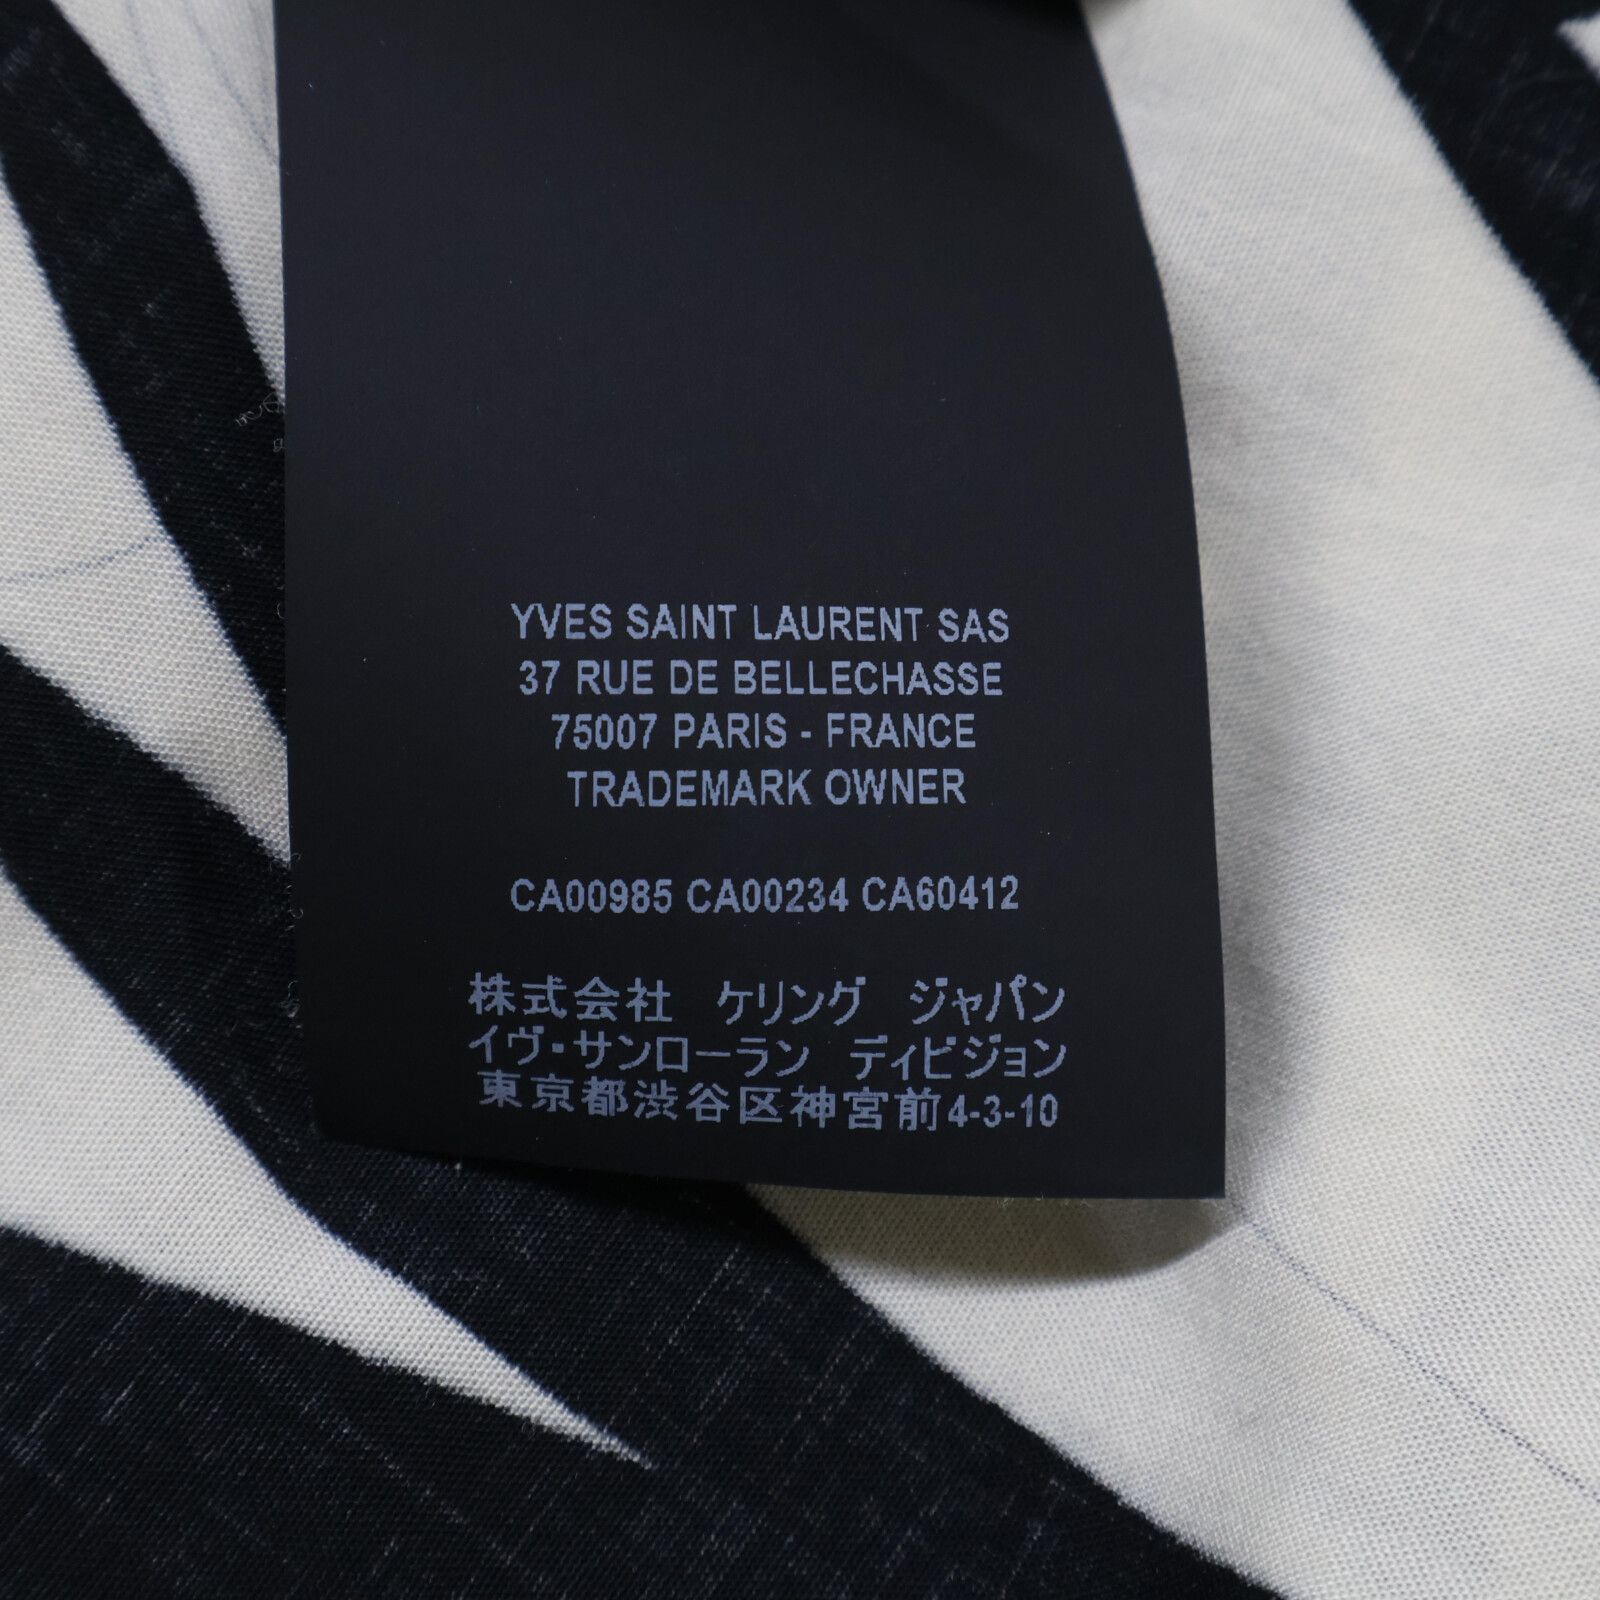 YVES SAINT LAURENT SAS
37 RUE DE BELLECHASSE
75007 PARIS - FRANCE
TRADEMARK OWNER
CA00985 CA00234 CA60412
株式会社　ケリング　ジャパン
イヴ・サンローラン　ディビジョン
東京都渋谷区神宮前4-3-10